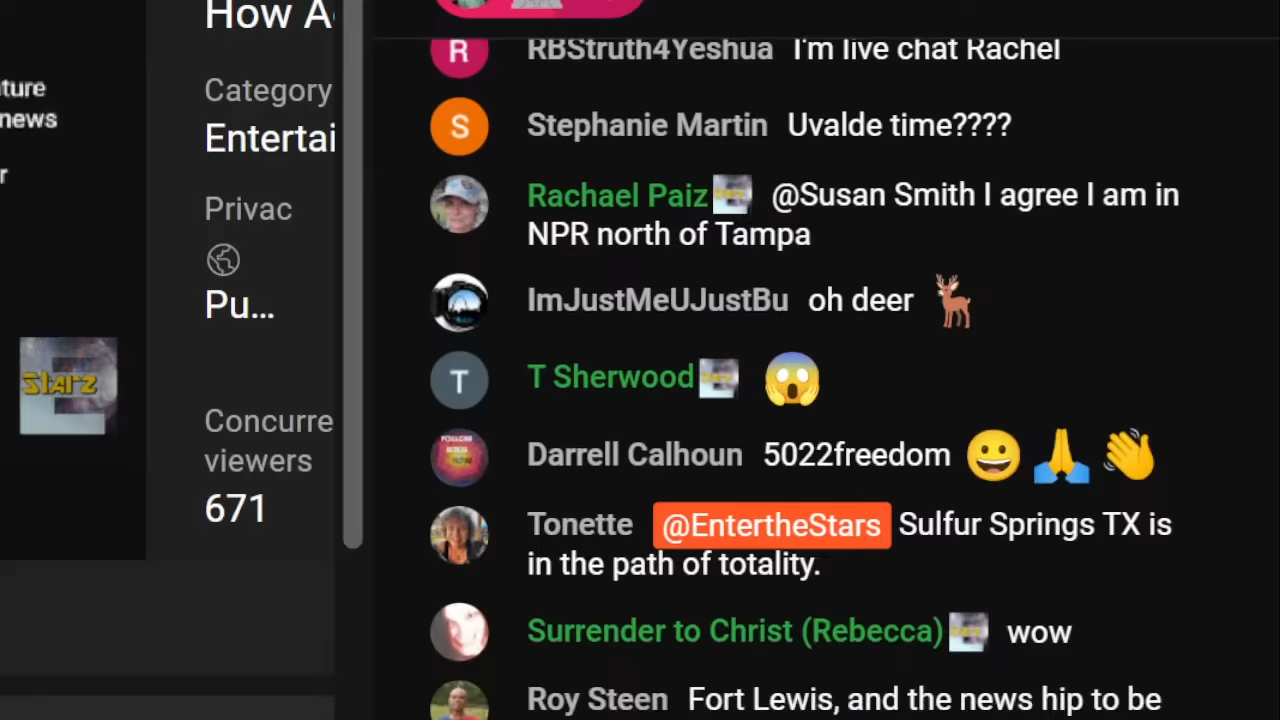 How A
ture
news
r
Category
Entertai
Privac
Pu...
Starz
Concurre
viewers
671
R RBStruth4Yeshua I'm live chat Rachel
S Stephanie Martin Uvalde time????
Rachael Paiz @Susan Smith I agree I am in
NPR north of Tampa
ImJustMeUJustBu oh deer 🦌
T T Sherwood 😱
Darrell Calhoun 5022freedom 😀 🙏 👋
Tonette @EntertheStars Sulfur Springs TX is
in the path of totality.
Surrender to Christ (Rebecca) wow
Roy Steen Fort Lewis, and the news hip to be